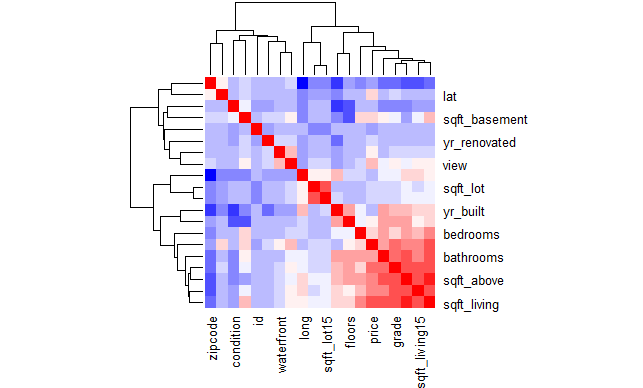 lat
sqft_basement
yr_renovated
view
sqft_lot
yr_built
bedrooms
bathrooms
sqft_above
sqft_living
zipcode
condition
id
waterfront
long
sqft_lot15
floors
price
grade
sqft_living15